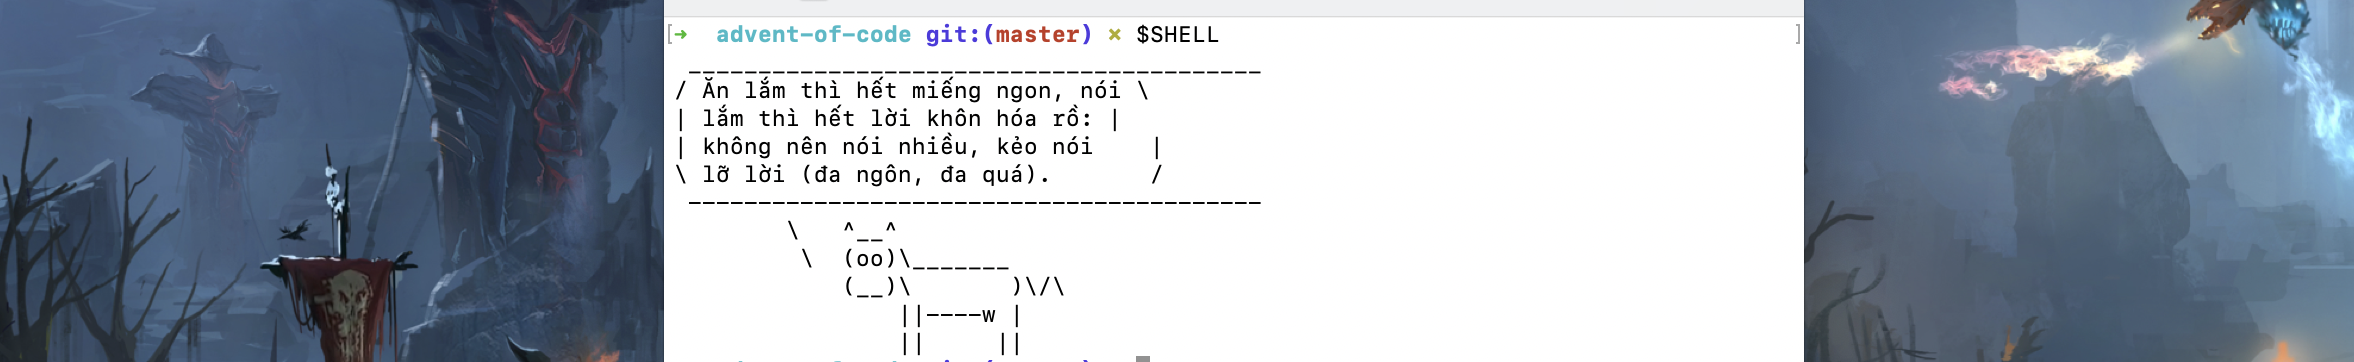 [→  advent-of-code git:(master) × $SHELL ]
 _________________________________________
/ Ăn lắm thì hết miếng ngon, nói \
| lắm thì hết lời khôn hóa rồ: |
| không nên nói nhiều, kẻo nói    |
\ lỡ lời (đa ngôn, đa quá).       /
 -----------------------------------------
        \   ^__^
         \  (oo)\_______
            (__)\       )\/\
                ||----w |
                ||     ||